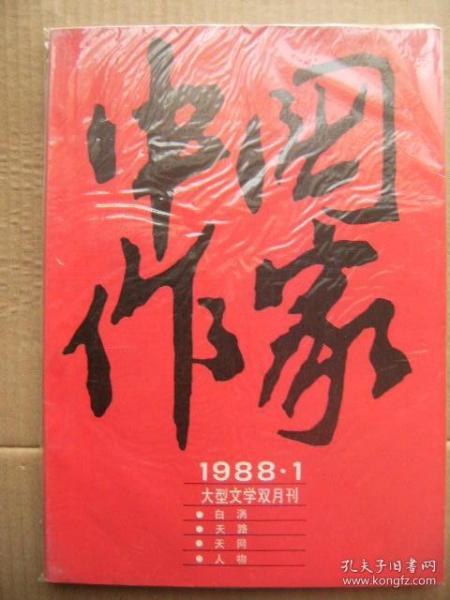 中国
作家
1988·1
大型文学双月刊
● 白涡
● 天路
● 天网
● 人物
孔夫子旧书网
www.kongfz.com